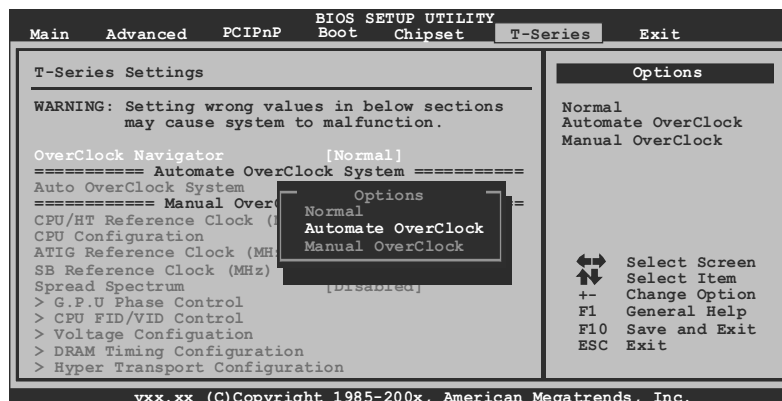 BIOS SETUP UTILITY
Main Advanced PCIPnP Boot Chipset T-Series Exit
T-Series Settings
WARNING: Setting wrong values in below sections
may cause system to malfunction.
OverClock Navigator [Normal]
=========== Automate OverClock System ===========
Auto OverClock System
============ Manual Over =
CPU/HT Reference Clock
CPU Configuration
ATIG Reference Clock
SB Reference Clock (MHz)
Spread Spectrum [Disabled]
> G.P.U Phase Control
> CPU FID/VID Control
> Voltage Configuation
> DRAM Timing Configuration
> Hyper Transport Configuration
Options
Normal
Automate OverClock
Manual OverClock
Options
Normal
Automate OverClock
Manual OverClock
Select Screen
Select Item
+- Change Option
F1 General Help
F10 Save and Exit
ESC Exit
vxx.xx (C)Copyright 1985-200x, American Megatrends, Inc.